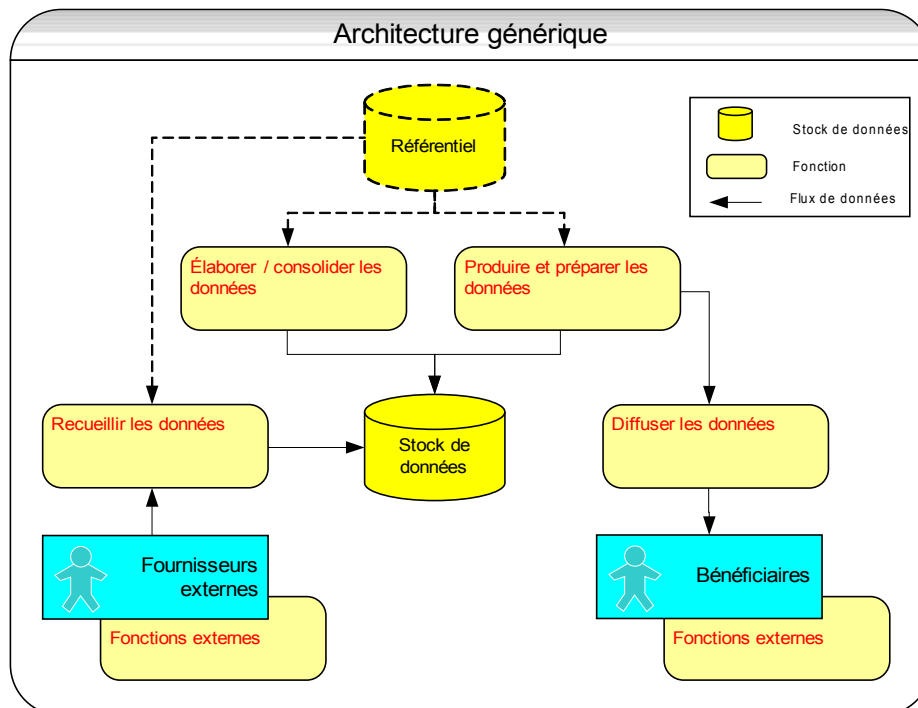 Architecture générique
Référentiel
Stock de données
Fonction
Flux de données
Élaborer / consolider les
données
Produire et préparer les
données
Recueillir les données
Stock de
données
Diffuser les données
Fournisseurs
externes
Bénéficiaires
Fonctions externes
Fonctions externes